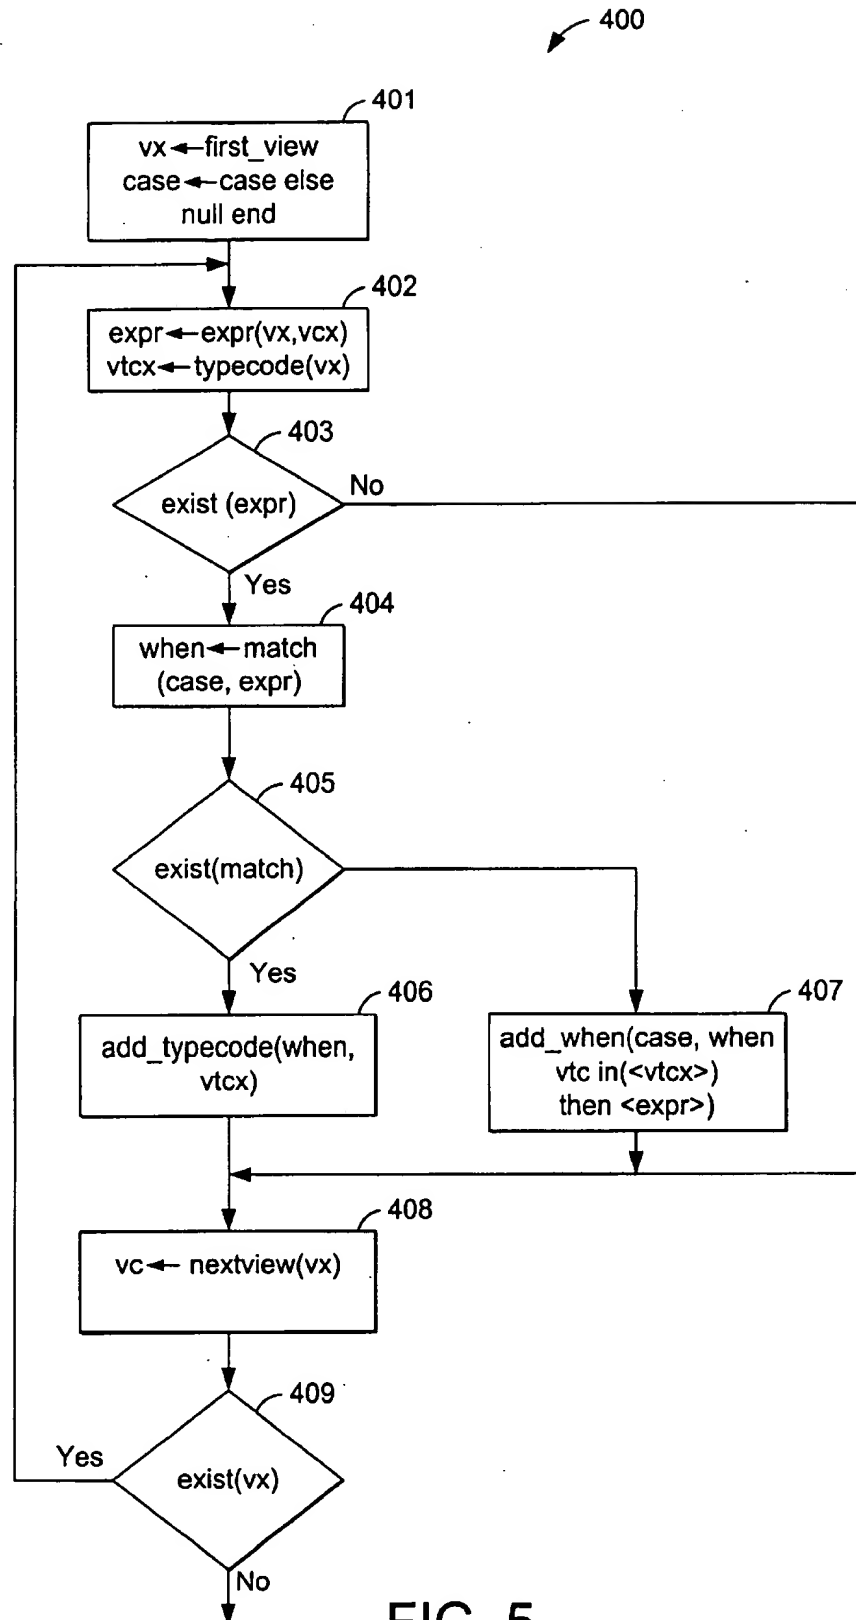 400
401
vx←first_view
case←case else
null end
402
expr←expr(vx,vcx)
vtcx←typecode(vx)
403
exist (expr)
No
Yes
404
when←match
(case, expr)
405
exist(match)
Yes
406
add_typecode(when,
vtcx)
407
add_when(case, when
vtc in(<vtcx>)
then <expr>)
408
vc← nextview(vx)
409
Yes
exist(vx)
No
FIG. 5